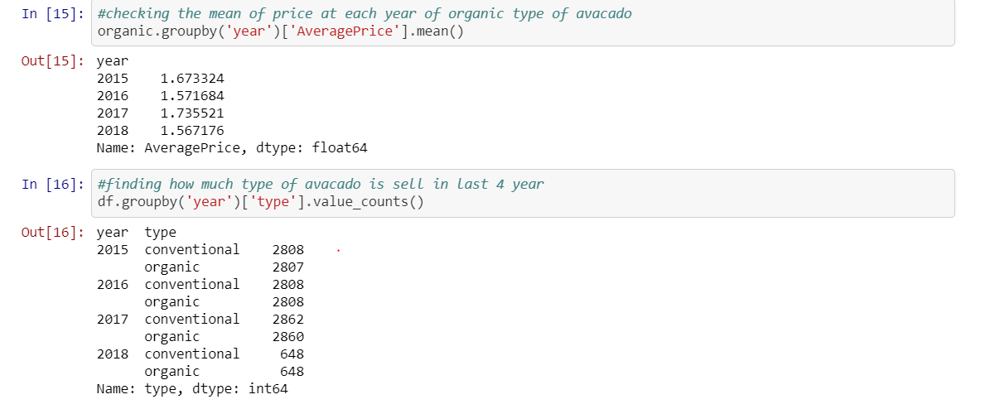 In [15]: #checking the mean of price at each year of organic type of avacado
organic.groupby('year')['AveragePrice'].mean()
Out[15]: year
2015    1.673324
2016    1.571684
2017    1.735521
2018    1.567176
Name: AveragePrice, dtype: float64
In [16]: #finding how much type of avacado is sell in last 4 year
df.groupby('year')['type'].value_counts()
Out[16]: year  type
2015  conventional    2808
organic         2807
2016  conventional    2808
organic         2808
2017  conventional    2862
organic         2860
2018  conventional     648
organic          648
Name: type, dtype: int64